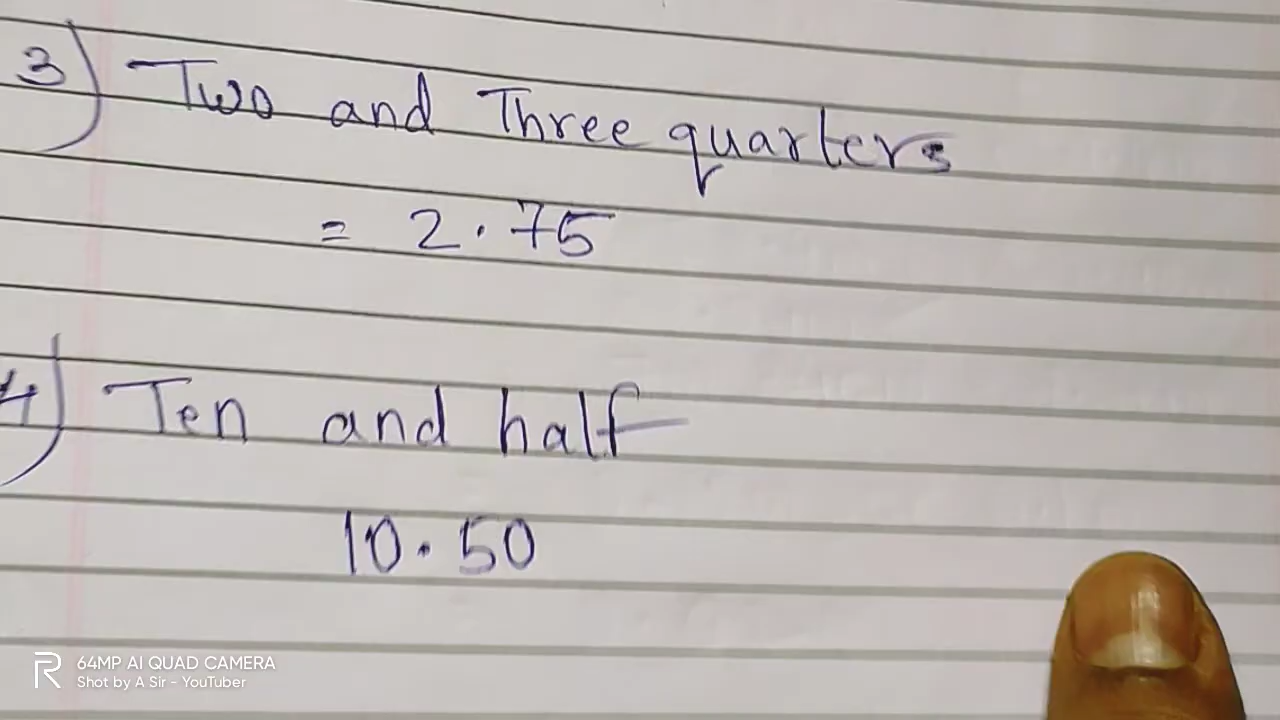 3) Two and Three quarters
= 2.75
4) Ten and half
10.50
64MP AI QUAD CAMERA
Shot by A Sir - YouTuber